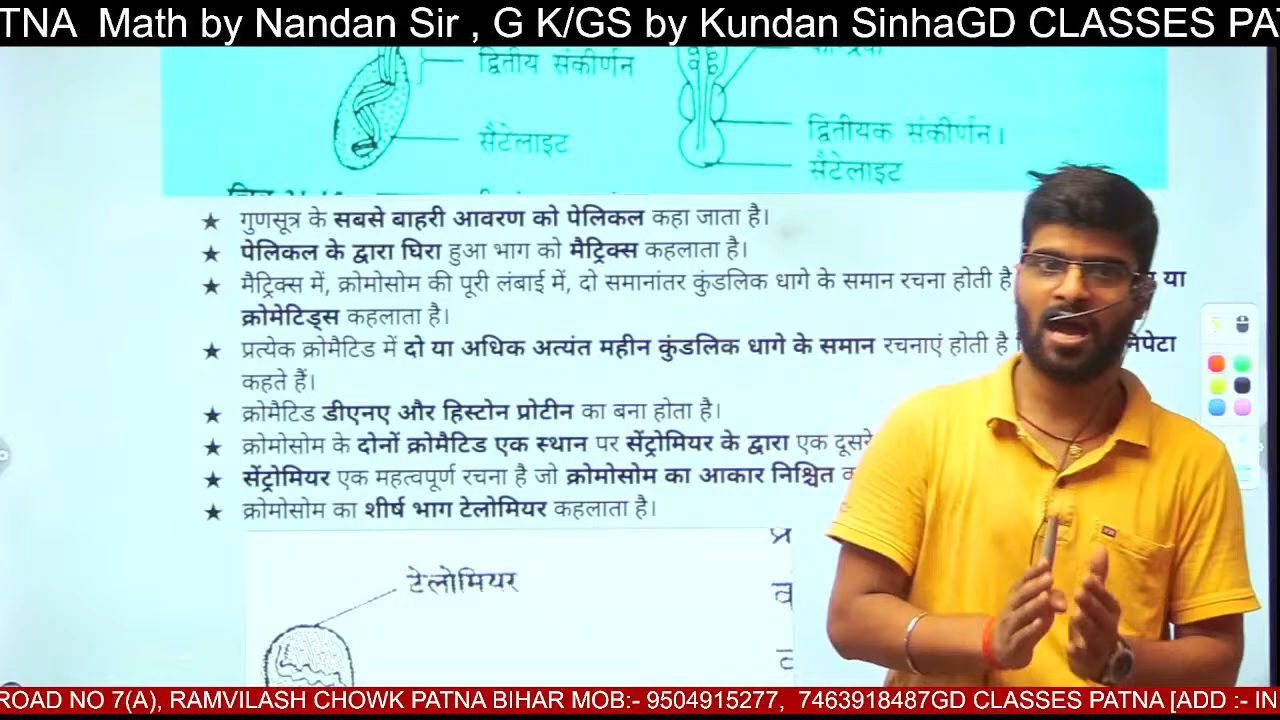 TNA Math by Nandan Sir , G K/GS by Kundan SinhaGD CLASSES PA
द्वितीय संकीर्णन
सैटेलाइट
द्वितीयक संकीर्णन।
सैटेलाइट
★ गुणसूत्र के सबसे बाहरी आवरण को पेलिकल कहा जाता है।
★ पेलिकल के द्वारा घिरा हुआ भाग को मैट्रिक्स कहलाता है।
★ मैट्रिक्स में, क्रोमोसोम की पूरी लंबाई में, दो समानांतर कुंडलिक धागे के समान रचना होती है या
क्रोमेटिड्स कहलाता है।
★ प्रत्येक क्रोमैटिड में दो या अधिक अत्यंत महीन कुंडलिक धागे के समान रचनाएं होती है
कहते हैं।
★ क्रोमैटिड डीएनए और हिस्टोन प्रोटीन का बना होता है।
★ क्रोमोसोम के दोनों क्रोमैटिड एक स्थान पर सेंट्रोमियर के द्वारा एक दूसरे
★ सेंट्रोमियर एक महत्वपूर्ण रचना है जो क्रोमोसोम का आकार निश्चित
★ क्रोमोसोम का शीर्ष भाग टेलोमियर कहलाता है।
टेलोमियर
ROAD NO 7(A), RAMVILASH CHOWK PATNA BIHAR MOB:- 9504915277, 7463918487GD CLASSES PATNA [ADD :- IN